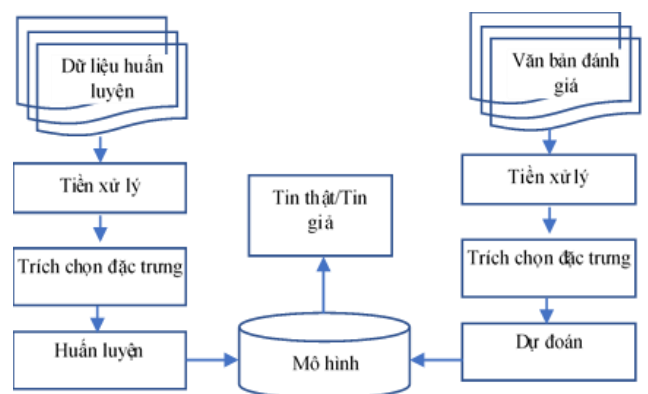 Dữ liệu huấn
luyện
Tiền xử lý
Trích chọn đặc trưng
Huấn luyện
Tin thật/Tin
giả
Mô hình
Văn bản đánh
giá
Tiền xử lý
Trích chọn đặc trưng
Dự đoán